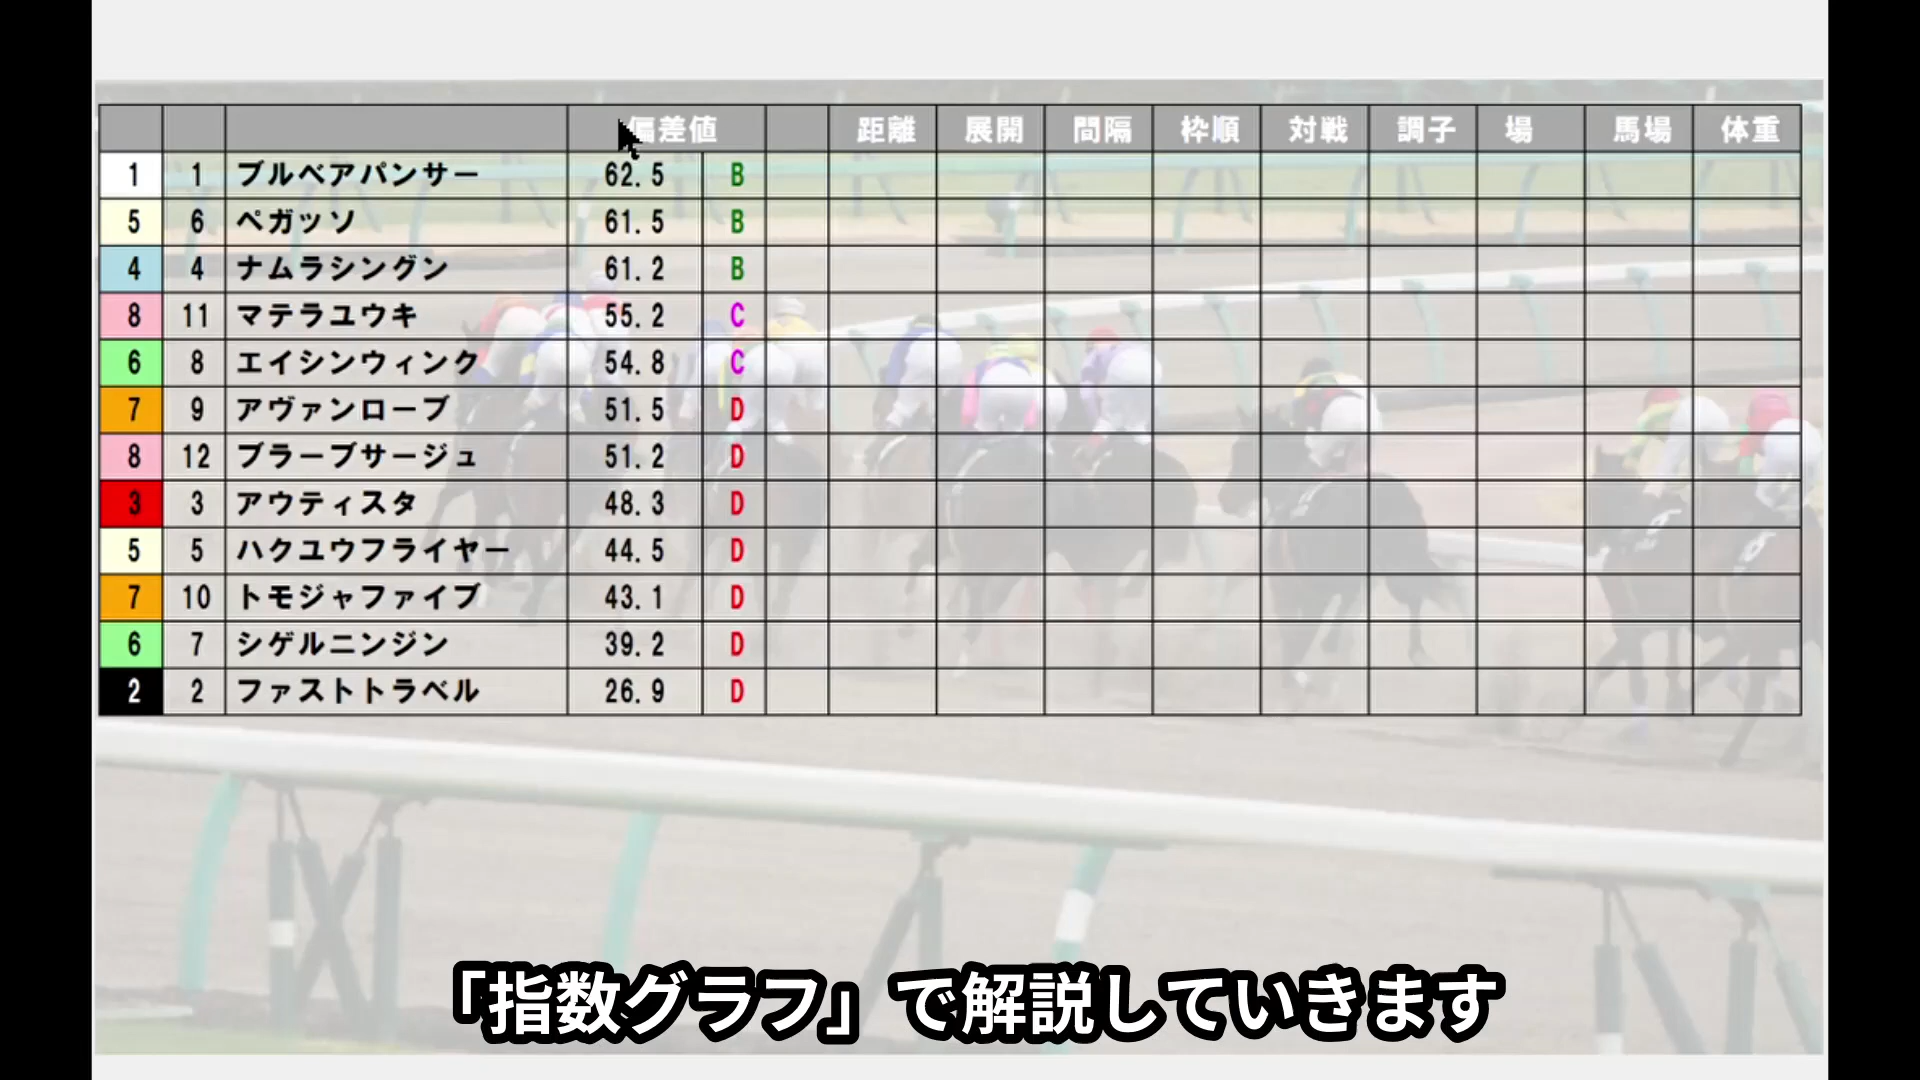 偏差値 距離 展開 間隔 枠順 対戦 調子 場 馬場 体重
1 1 ブルベアパンサー 62.5 B
5 6 ペガッソ 61.5 B
4 4 ナムラシングン 61.2 B
8 11 マテラユウキ 55.2 C
6 8 エイシンウィンク 54.8 C
7 9 アヴァンローブ 51.5 D
8 12 ブラーブサージュ 51.2 D
3 3 アウティスタ 48.3 D
5 5 ハクユウフライヤー 44.5 D
7 10 トモジャファイブ 43.1 D
6 7 シゲルニンジン 39.2 D
2 2 ファストトラベル 26.9 D
「指数グラフ」で解説していきます